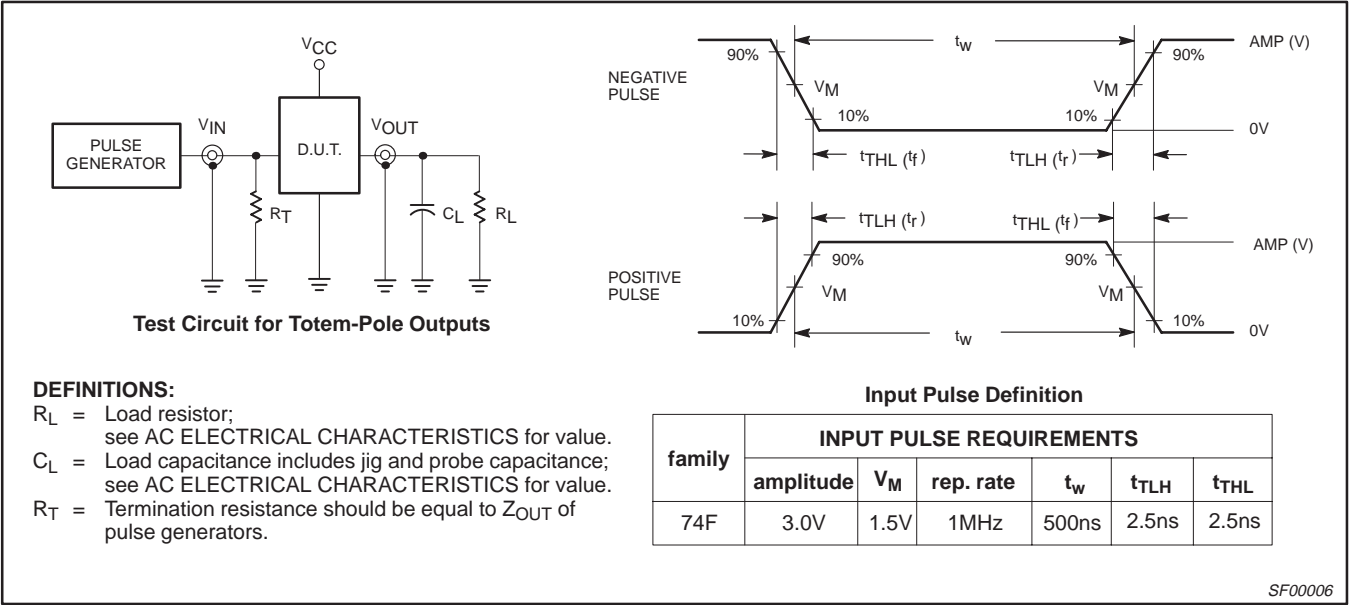 VCC
VIN
VOUT
PULSE
GENERATOR
D.U.T.
RT
CL
RL
Test Circuit for Totem-Pole Outputs
NEGATIVE
PULSE
90%
tw
90%
AMP (V)
VM
VM
10%
10%
0V
tTHL (tf)
tTLH (tr)
tTLH (tr)
tTHL (tf)
AMP (V)
90%
90%
POSITIVE
PULSE
VM
VM
10%
10%
tw
0V
DEFINITIONS:
RL = Load resistor;
see AC ELECTRICAL CHARACTERISTICS for value.
CL = Load capacitance includes jig and probe capacitance;
see AC ELECTRICAL CHARACTERISTICS for value.
RT = Termination resistance should be equal to ZOUT of
pulse generators.
Input Pulse Definition
family
INPUT PULSE REQUIREMENTS
amplitude VM rep. rate tw tTLH tTHL
74F 3.0V 1.5V 1MHz 500ns 2.5ns 2.5ns
SF00006